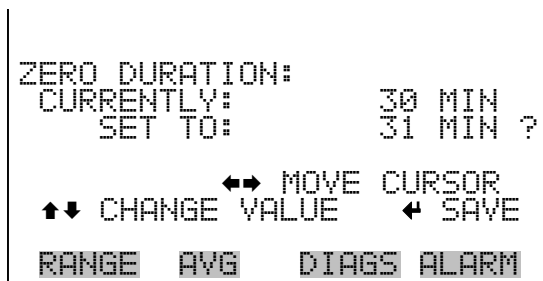 ZERO DURATION:
CURRENTLY: 30 MIN
SET TO: 31 MIN ?
⬅➡ MOVE CURSOR
⬆⬇ CHANGE VALUE ↵ SAVE
RANGE AVG DIAGS ALARM